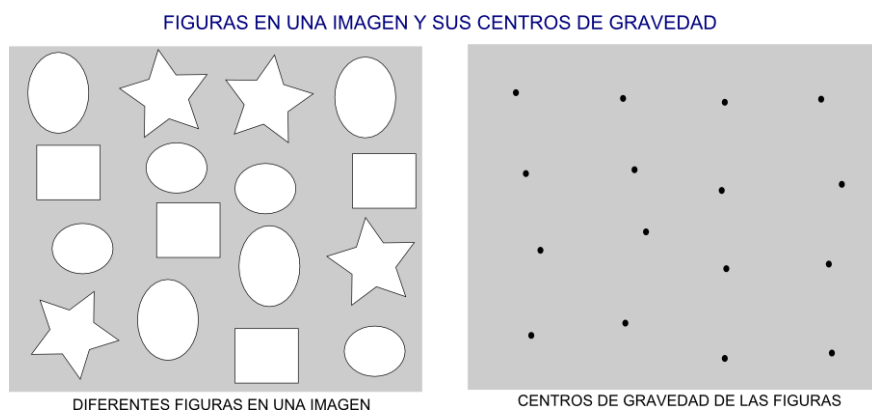 FIGURAS EN UNA IMAGEN Y SUS CENTROS DE GRAVEDAD
DIFERENTES FIGURAS EN UNA IMAGEN
CENTROS DE GRAVEDAD DE LAS FIGURAS